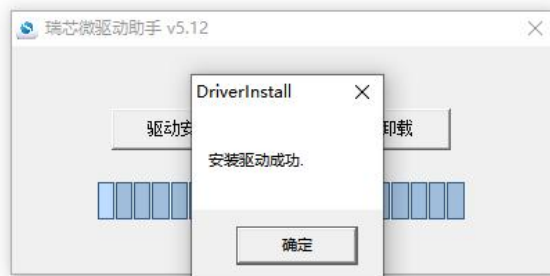 瑞芯微驱动助手 v5.12
DriverInstall
驱动安
卸载
安装驱动成功.
确定